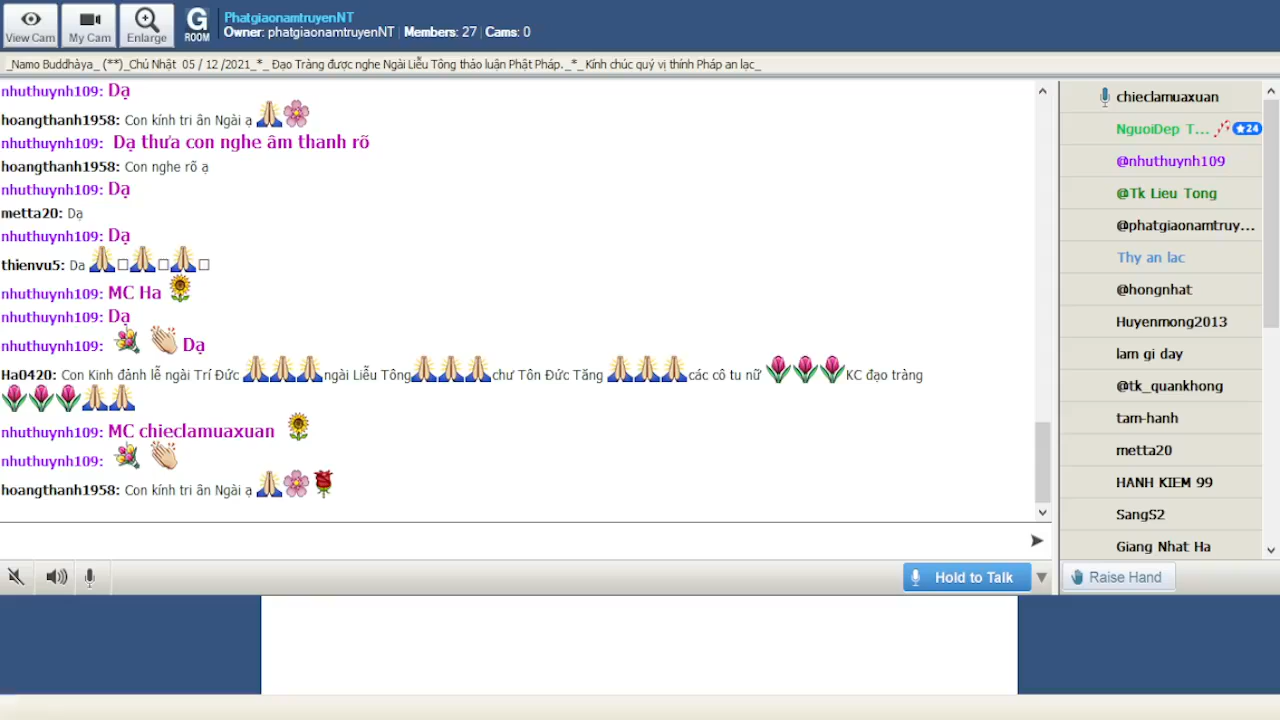 View Cam
My Cam
Enlarge
G
ROOM
PhatgiaonamtruyenNT
Owner: phatgiaonamtruyenNT | Members: 27 | Cams: 0
_Namo Buddhàya_ (**)_Chủ Nhật 05 / 12 /2021_*_ Đạo Tràng được nghe Ngài Liễu Tông thảo luận Phật Pháp._*_Kính chúc quý vị thính Pháp an lạc_
nhuthuynh109: Dạ
hoangthanh1958: Con kính tri ân Ngài ạ
nhuthuynh109: Dạ thưa con nghe âm thanh rõ
hoangthanh1958: Con nghe rõ ạ
nhuthuynh109: Dạ
metta20: Dạ
nhuthuynh109: Dạ
thienvu5: Da
nhuthuynh109: MC Ha
nhuthuynh109: Dạ
nhuthuynh109: Dạ
Ha0420: Con Kinh đảnh lễ ngài Trí Đức ngài Liễu Tông chư Tôn Đức Tăng các cô tu nữ KC đạo tràng
nhuthuynh109: MC chieclamuaxuan
nhuthuynh109:
hoangthanh1958: Con kính tri ân Ngài ạ
Hold to Talk
chieclamuaxuan
NguoiDep T... 24
@nhuthuynh109
@Tk Lieu Tong
@phatgiaonamtruy...
Thy an lac
@hongnhat
Huyenmong2013
lam gi day
@tk_quankhong
tam-hanh
metta20
HANH KIEM 99
SangS2
Giang Nhat Ha
Raise Hand